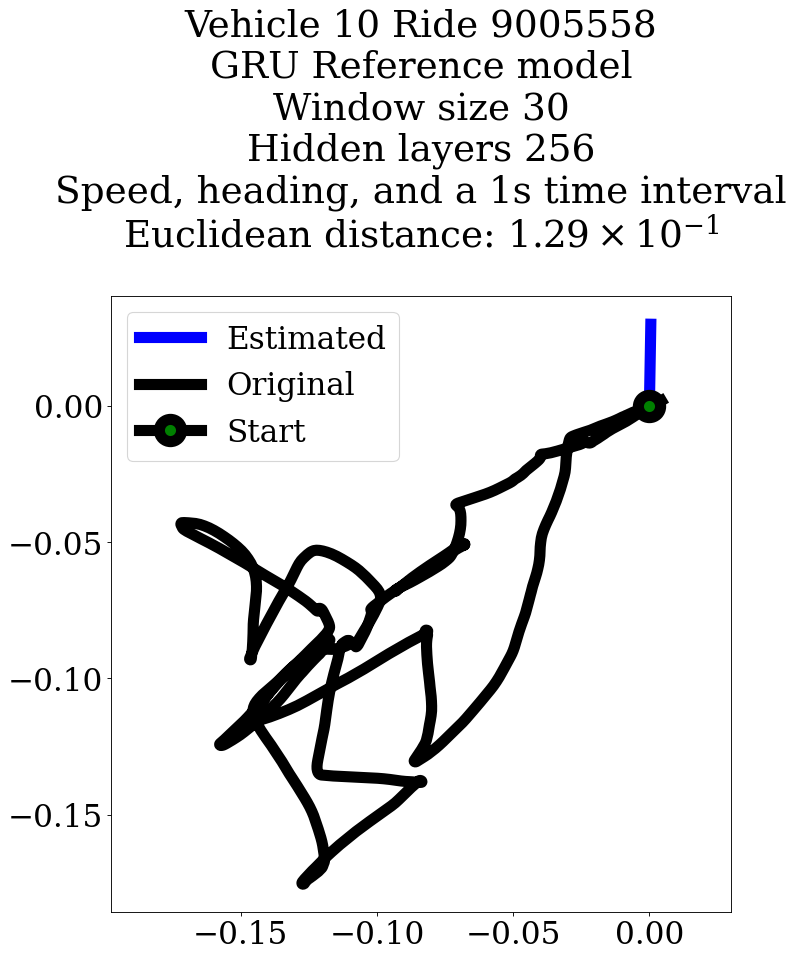 Vehicle 10 Ride 9005558
GRU Reference model
Window size 30
Hidden layers 256
Speed, heading, and a 1s time interval
Euclidean distance: 1.29 × 10⁻¹
Estimated
Original
Start
0.00
−0.05
−0.10
−0.15
−0.15 −0.10 −0.05 0.00